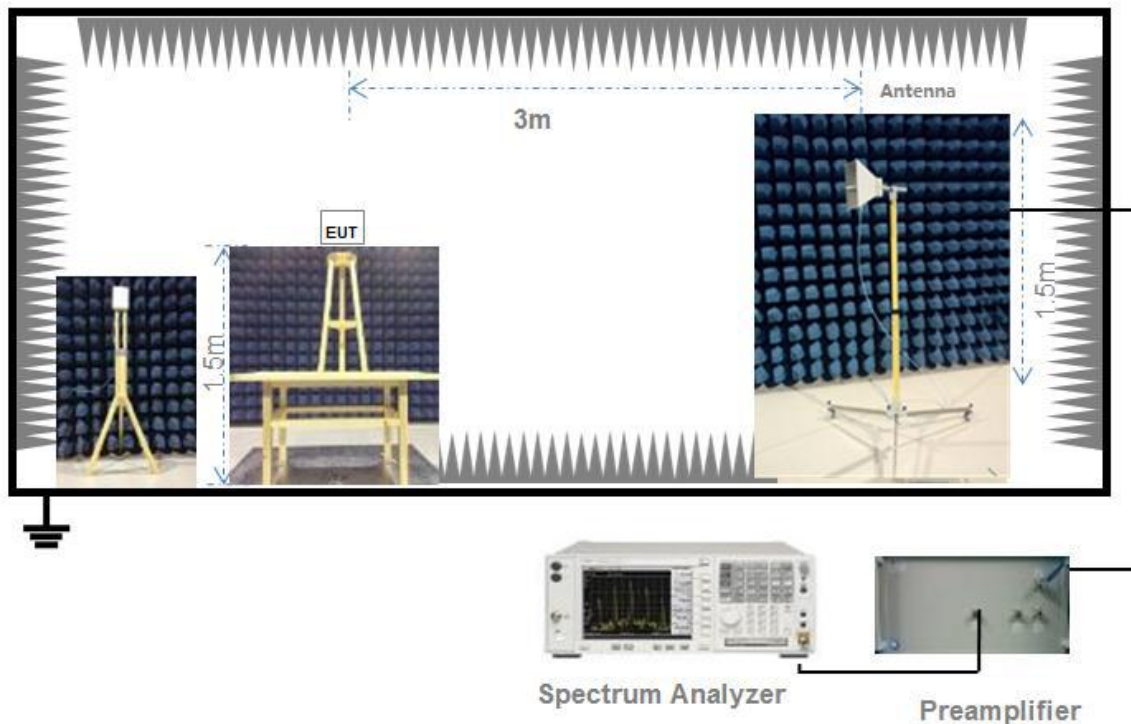 Antenna
3m
EUT
1.5m
1.5m
Spectrum Analyzer
Preamplifier